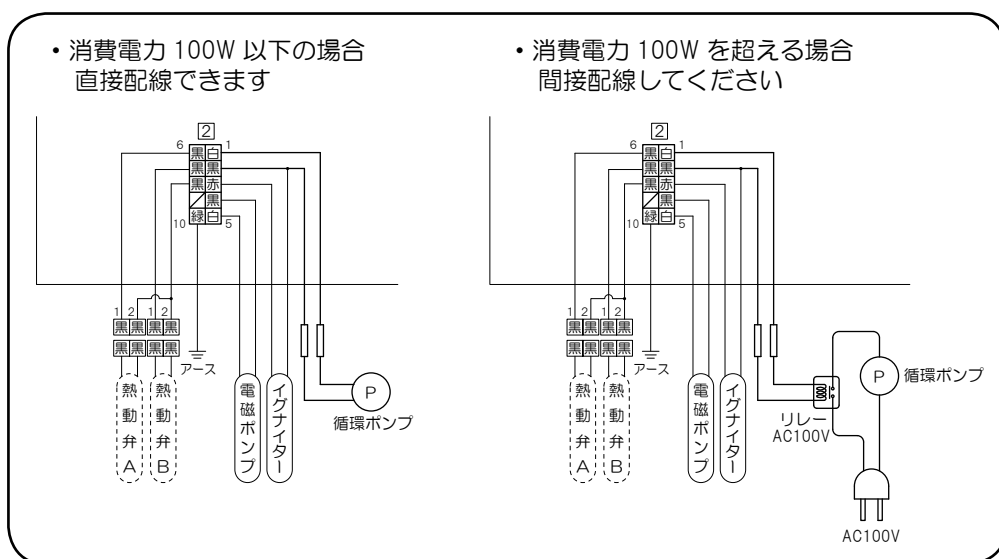 ・消費電力 100W 以下の場合
直接配線できます
2
6 黒 白 1
黒 黒
黒 赤
黒
10 緑 白 5
1 2 1 2
黒 黒 黒 黒
黒 黒 黒 黒
アース
熱動弁A
熱動弁B
電磁ポンプ
イグナイター
P
循環ポンプ
・消費電力 100W を超える場合
間接配線してください
2
6 黒 白 1
黒 黒
黒 赤
黒
10 緑 白 5
1 2 1 2
黒 黒 黒 黒
黒 黒 黒 黒
アース
熱動弁A
熱動弁B
電磁ポンプ
イグナイター
リレー
AC100V
P
循環ポンプ
AC100V